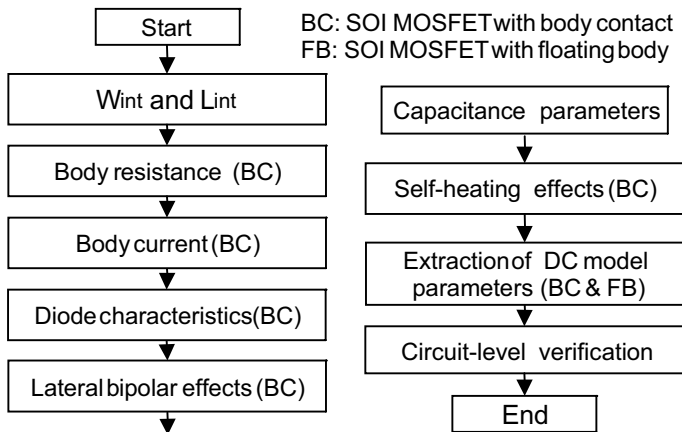 Start
Wint and Lint
Body resistance (BC)
Body current (BC)
Diode characteristics (BC)
Lateral bipolar effects (BC)
BC: SOI MOSFET with body contact
FB: SOI MOSFET with floating body
Capacitance parameters
Self-heating effects (BC)
Extraction of DC model
parameters (BC & FB)
Circuit-level verification
End